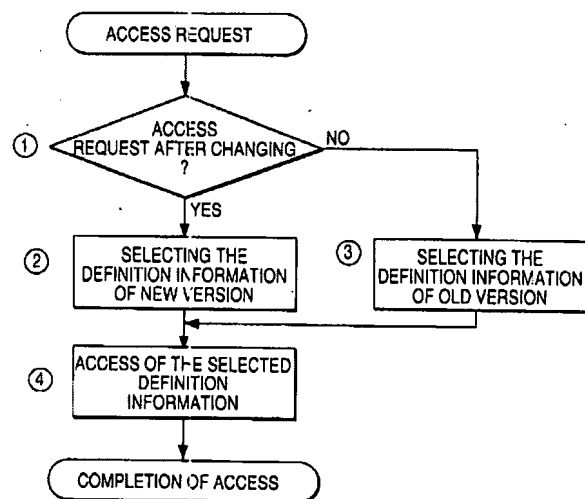 ACCESS REQUEST
① ACCESS
REQUEST AFTER CHANGING
?
NO
YES
② SELECTING THE
DEFINITION INFORMATION
OF NEW VERSION
③ SELECTING THE
DEFINITION INFORMATION
OF OLD VERSION
④ ACCESS OF THE SELECTED
DEFINITION
INFORMATION
COMPLETION OF ACCESS